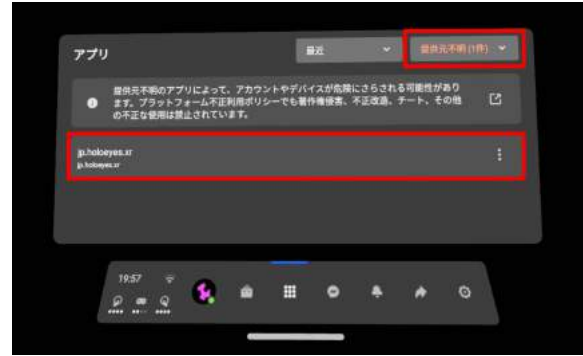 アプリ
最近
提供元不明 (1件)
提供元不明のアプリによって、アカウントやデバイスが危険にさらされる可能性があり
ます。プラットフォーム不正利用ポリシーでも著作権侵害、不正改造、チート、その他
の不正な使用は禁止されています。
jp.holoeyes.xr
jp.holoeyes.xr
19:57